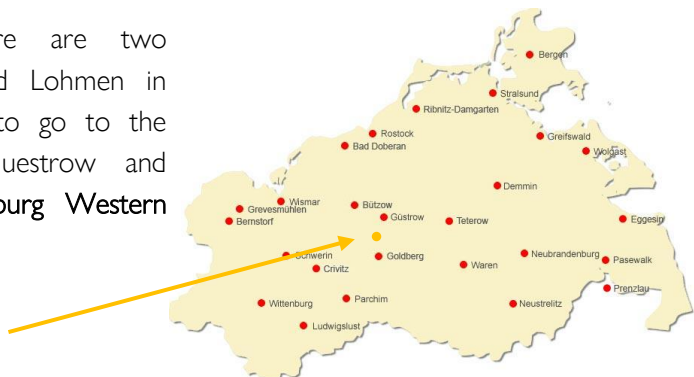 re are two
d Lohmen in
to go to the
uestrow and
burg Western
Bergen
Stralsund
Ribnitz-Damgarten
Rostock
Greifswald
Bad Doberan
Wolgast
Demmin
Wismar
Bützow
Grevesmühlen
Güstrow
Bernstorf
Teterow
Eggesin
Schwerin
Goldberg
Neubrandenburg
Pasewalk
Crivitz
Waren
Prenzlau
Wittenburg
Parchim
Neustrelitz
Ludwigslust